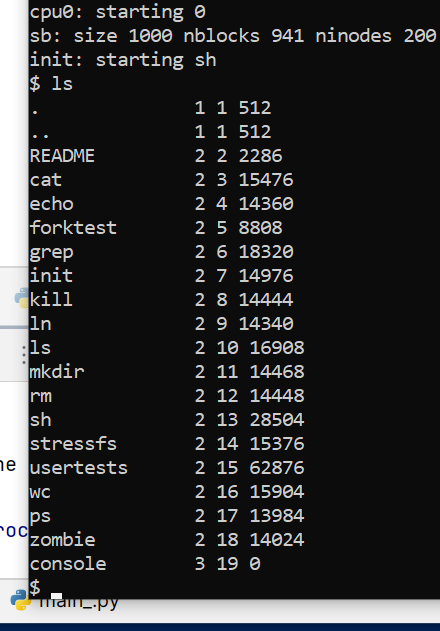 cpu0: starting 0
sb: size 1000 nblocks 941 ninodes 200
init: starting sh
$ ls
. 1 1 512
.. 1 1 512
README 2 2 2286
cat 2 3 15476
echo 2 4 14360
forktest 2 5 8808
grep 2 6 18320
init 2 7 14976
kill 2 8 14444
ln 2 9 14340
ls 2 10 16908
mkdir 2 11 14468
rm 2 12 14448
sh 2 13 28504
stressfs 2 14 15376
usertests 2 15 62876
wc 2 16 15904
ps 2 17 13984
zombie 2 18 14024
console 3 19 0
$
main_.py